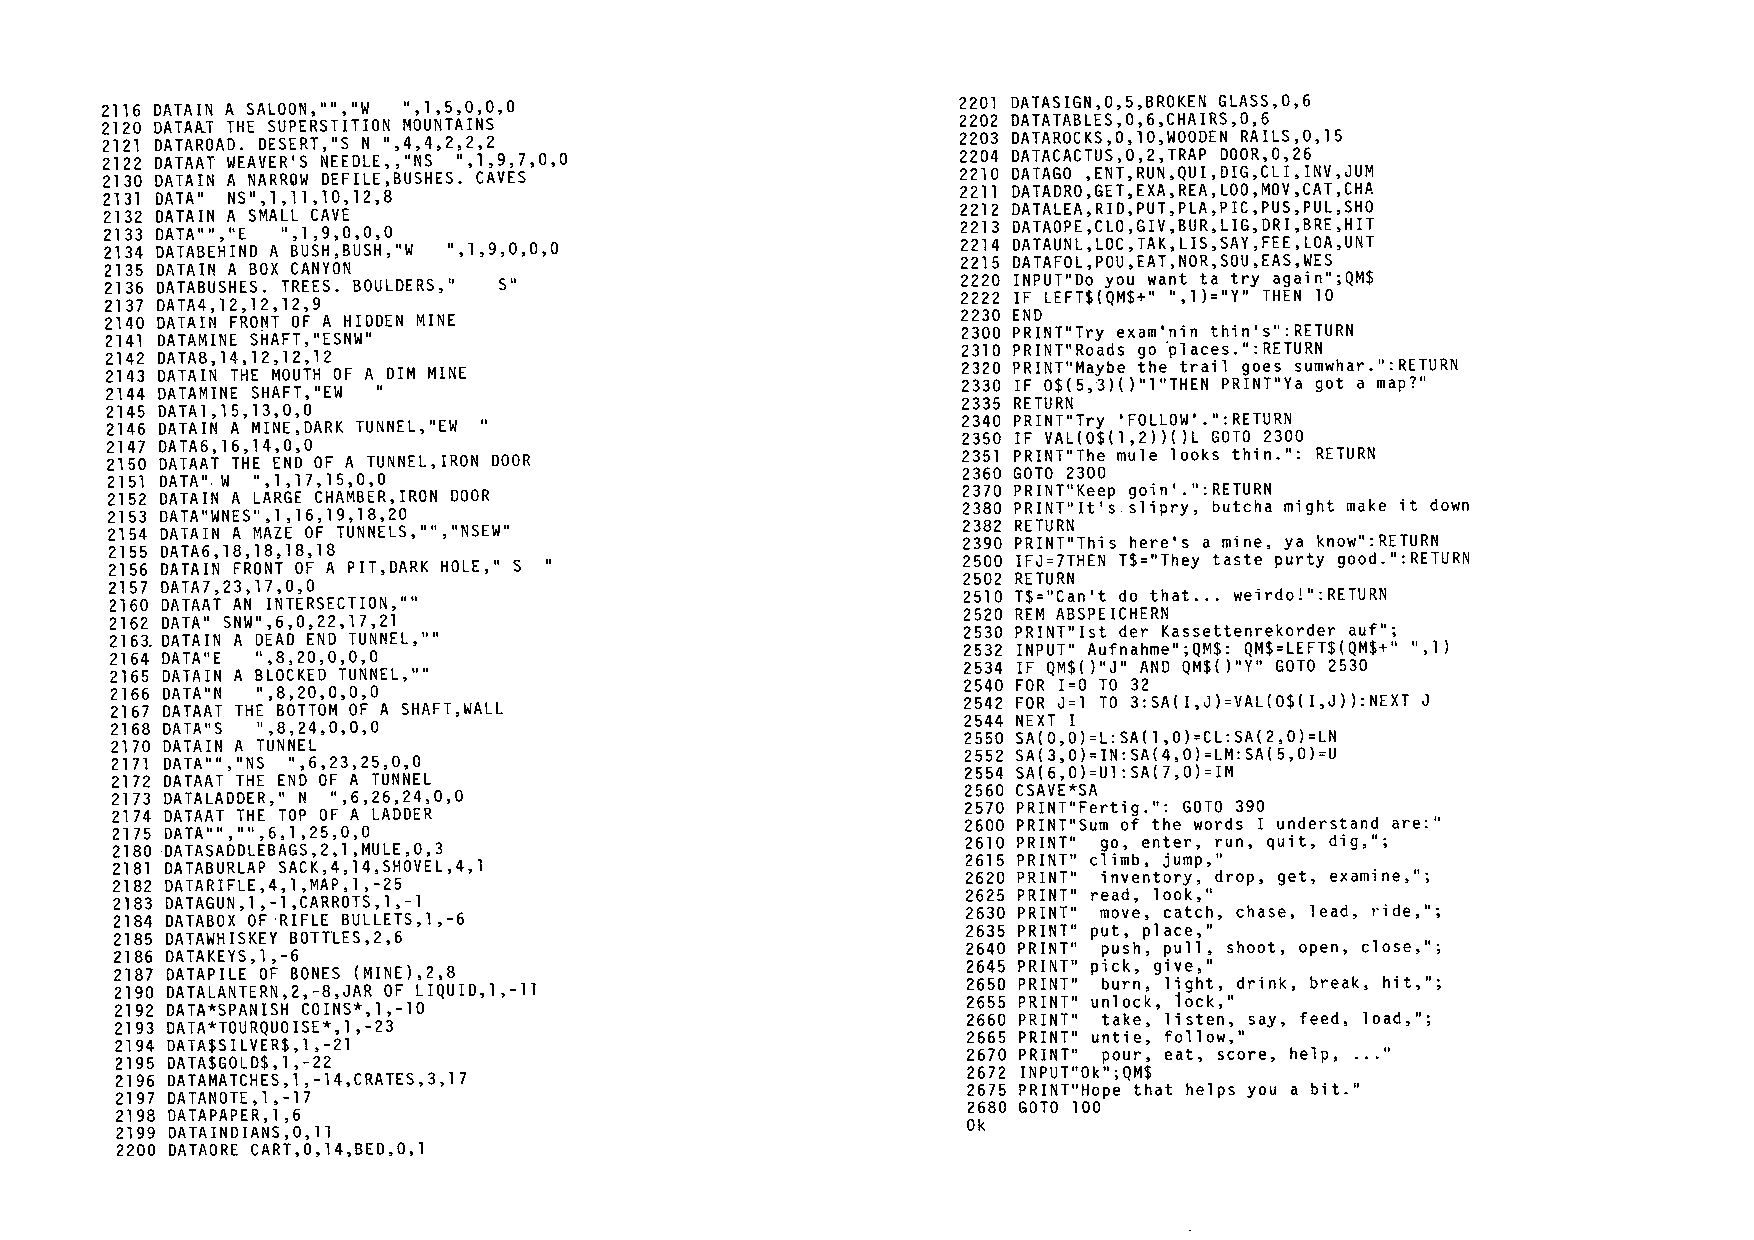 2116 DATAIN A SALOON,"","W   ",1,5,0,0,0
2120 DATAAT THE SUPERSTITION MOUNTAINS
2121 DATAROAD. DESERT,"S N ",4,4,2,2,2
2122 DATAAT WEAVER'S NEEDLE,,"NS  ",1,9,7,0,0
2130 DATAIN A NARROW DEFILE,BUSHES. CAVES
2131 DATA"  NS",1,11,10,12,8
2132 DATAIN A SMALL CAVE
2133 DATA"","E   ",1,9,0,0,0
2134 DATABEHIND A BUSH,BUSH,"W   ",1,9,0,0,0
2135 DATAIN A BOX CANYON
2136 DATABUSHES. TREES. BOULDERS,"   S"
2137 DATA4,12,12,12,9
2140 DATAIN FRONT OF A HIDDEN MINE
2141 DATAMINE SHAFT,"ESNW"
2142 DATA8,14,12,12,12
2143 DATAIN THE MOUTH OF A DIM MINE
2144 DATAMINE SHAFT,"EW  "
2145 DATA1,15,13,0,0
2146 DATAIN A MINE,DARK TUNNEL,"EW  "
2147 DATA6,16,14,0,0
2150 DATAAT THE END OF A TUNNEL,IRON DOOR
2151 DATA" W  ",1,17,15,0,0
2152 DATAIN A LARGE CHAMBER,IRON DOOR
2153 DATA"WNES",1,16,19,18,20
2154 DATAIN A MAZE OF TUNNELS,"","NSEW"
2155 DATA6,18,18,18,18
2156 DATAIN FRONT OF A PIT,DARK HOLE," S  "
2157 DATA7,23,17,0,0
2160 DATAAT AN INTERSECTION,""
2162 DATA" SNW",6,0,22,17,21
2163 DATAIN A DEAD END TUNNEL,""
2164 DATA"E   ",8,20,0,0,0
2165 DATAIN A BLOCKED TUNNEL,""
2166 DATA"N   ",8,20,0,0,0
2167 DATAAT THE BOTTOM OF A SHAFT,WALL
2168 DATA"S   ",8,24,0,0,0
2170 DATAIN A TUNNEL
2171 DATA"","NS  ",6,23,25,0,0
2172 DATAAT THE END OF A TUNNEL
2173 DATALADDER," N  ",6,26,24,0,0
2174 DATAAT THE TOP OF A LADDER
2175 DATA"","",6,1,25,0,0
2180 DATASADDLEBAGS,2,1,MULE,0,3
2181 DATABURLAP SACK,4,14,SHOVEL,4,1
2182 DATARIFLE,4,1,MAP,1,-25
2183 DATAGUN,1,-1,CARROTS,1,-1
2184 DATABOX OF RIFLE BULLETS,1,-6
2185 DATAWHISKEY BOTTLES,2,6
2186 DATAKEYS,1,-6
2187 DATAPILE OF BONES (MINE),2,8
2190 DATALANTERN,2,-8,JAR OF LIQUID,1,-11
2192 DATA*SPANISH COINS*,1,-10
2193 DATA*TOURQUOISE*,1,-23
2194 DATA$SILVER$,1,-21
2195 DATA$GOLD$,1,-22
2196 DATAMATCHES,1,-14,CRATES,3,17
2197 DATANOTE,1,-17
2198 DATAPAPER,1,6
2199 DATAINDIANS,0,11
2200 DATAORE CART,0,14,BED,0,1
2201 DATASIGN,0,5,BROKEN GLASS,0,6
2202 DATATABLES,0,6,CHAIRS,0,6
2203 DATAROCKS,0,10,WOODEN RAILS,0,15
2204 DATACACTUS,0,2,TRAP DOOR,0,26
2210 DATAGO ,ENT,RUN,QUI,DIG,CLI,INV,JUM
2211 DATADRO,GET,EXA,REA,LOO,MOV,CAT,CHA
2212 DATALEA,RID,PUT,PLA,PIC,PUS,PUL,SHO
2213 DATAOPE,CLO,GIV,BUR,LIG,DRI,BRE,HIT
2214 DATAUNL,LOC,TAK,LIS,SAY,FEE,LOA,UNT
2215 DATAFOL,POU,EAT,NOR,SOU,EAS,WES
2220 INPUT"Do you want ta try again";QM$
2222 IF LEFT$(QM$+" ",1)="Y" THEN 10
2230 END
2300 PRINT"Try exam'nin thin's":RETURN
2310 PRINT"Roads go places.":RETURN
2320 PRINT"Maybe the trail goes sumwhar.":RETURN
2330 IF O$(5,3)()"1"THEN PRINT"Ya got a map?"
2335 RETURN
2340 PRINT"Try 'FOLLOW'.":RETURN
2350 IF VAL(O$(1,2))()L GOTO 2300
2351 PRINT"The mule looks thin.": RETURN
2360 GOTO 2300
2370 PRINT"Keep goin'.":RETURN
2380 PRINT"It's slipry, butcha might make it down
2382 RETURN
2390 PRINT"This here's a mine, ya know":RETURN
2500 IFJ=7THEN T$="They taste purty good.":RETURN
2502 RETURN
2510 T$="Can't do that... weirdo!":RETURN
2520 REM ABSPEICHERN
2530 PRINT"Ist der Kassettenrekorder auf";
2532 INPUT" Aufnahme";QM$: QM$=LEFT$(QM$+" ",1)
2534 IF QM$()"J" AND QM$()"Y" GOTO 2530
2540 FOR I=0 TO 32
2542 FOR J=1 TO 3:SA(I,J)=VAL(O$(I,J)):NEXT J
2544 NEXT I
2550 SA(0,0)=L:SA(1,0)=CL:SA(2,0)=LN
2552 SA(3,0)=IN:SA(4,0)=LM:SA(5,0)=U
2554 SA(6,0)=U1:SA(7,0)=IM
2560 CSAVE*SA
2570 PRINT"Fertig.": GOTO 390
2600 PRINT"Sum of the words I understand are:"
2610 PRINT"  go, enter, run, quit, dig,";
2615 PRINT" climb, jump,"
2620 PRINT"  inventory, drop, get, examine,";
2625 PRINT" read, look,"
2630 PRINT"  move, catch, chase, lead, ride,";
2635 PRINT" put, place,"
2640 PRINT"  push, pull, shoot, open, close,";
2645 PRINT" pick, give,"
2650 PRINT"  burn, light, drink, break, hit,";
2655 PRINT" unlock, lock,"
2660 PRINT"  take, listen, say, feed, load,";
2665 PRINT" untie, follow,"
2670 PRINT"  pour, eat, score, help, ..."
2672 INPUT"Ok";QM$
2675 PRINT"Hope that helps you a bit."
2680 GOTO 100
Ok